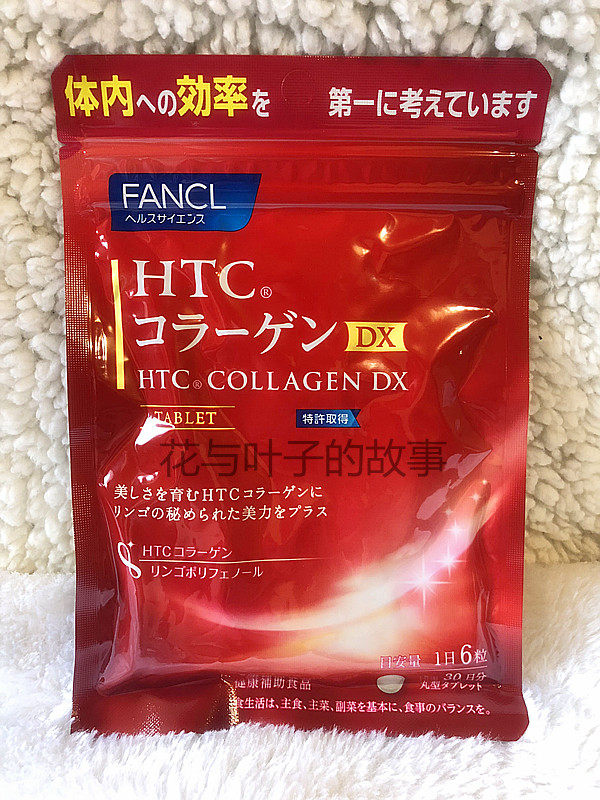 体内への効率を 第一に考えています
FANCL
ヘルスサイエンス
HTC®
コラーゲン DX
HTC® COLLAGEN DX
TABLET 特許取得
花与叶子的故事
美しさを育むHTCコラーゲンに
リンゴの秘められた美力をプラス
HTCコラーゲン
リンゴポリフェノール
目安量 1日6粒
健康補助食品 30日分
丸型タブレット
食生活は、主食、主菜、副菜を基本に、食事のバランスを。